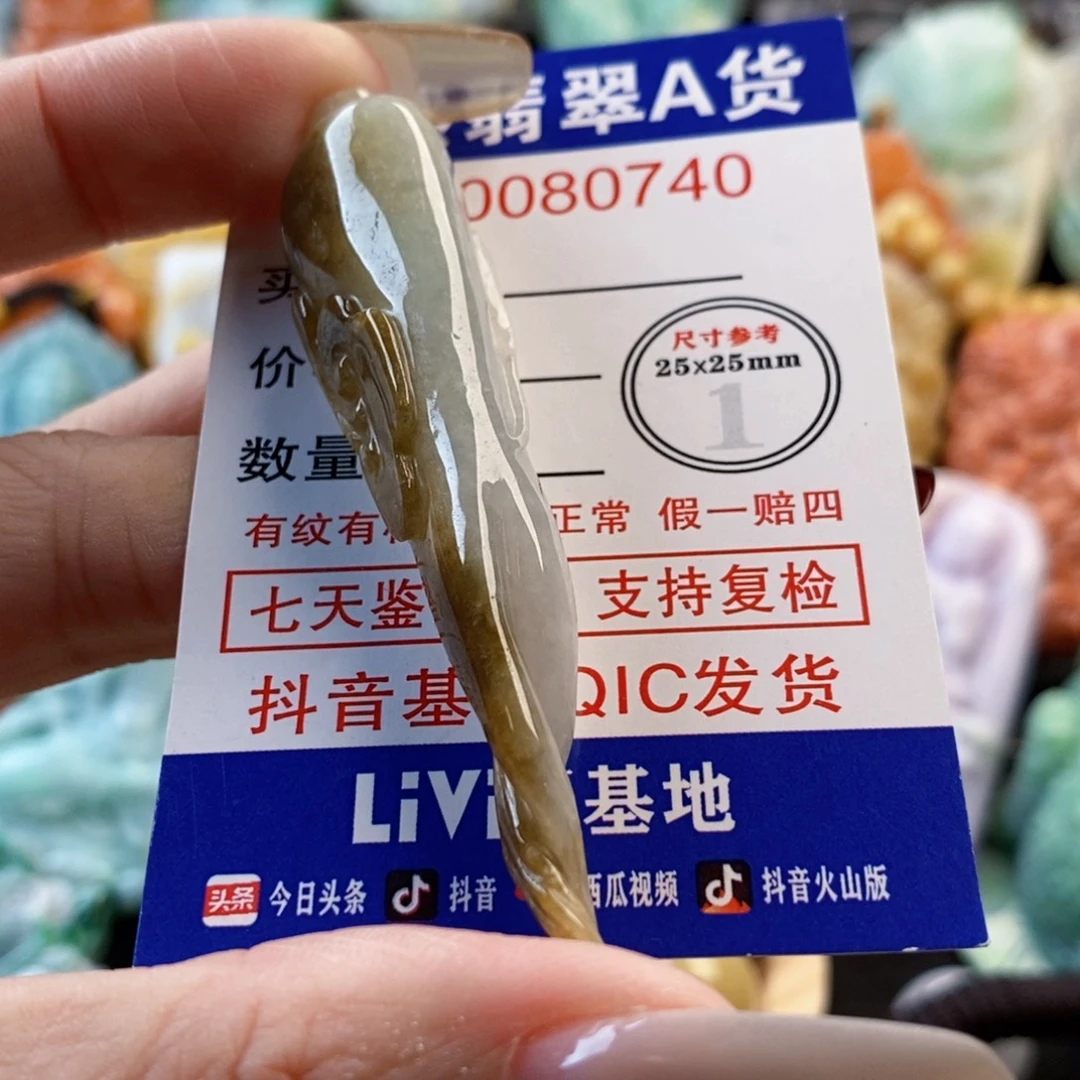 翡翠A货
0080740
买
尺寸参考
25×25mm
1
价
数量
有纹有 正常 假一赔四
七天鉴 支持复检
抖音基 QIC发货
LiVi 基地
头条 今日头条 抖音 西瓜视频 抖音火山版